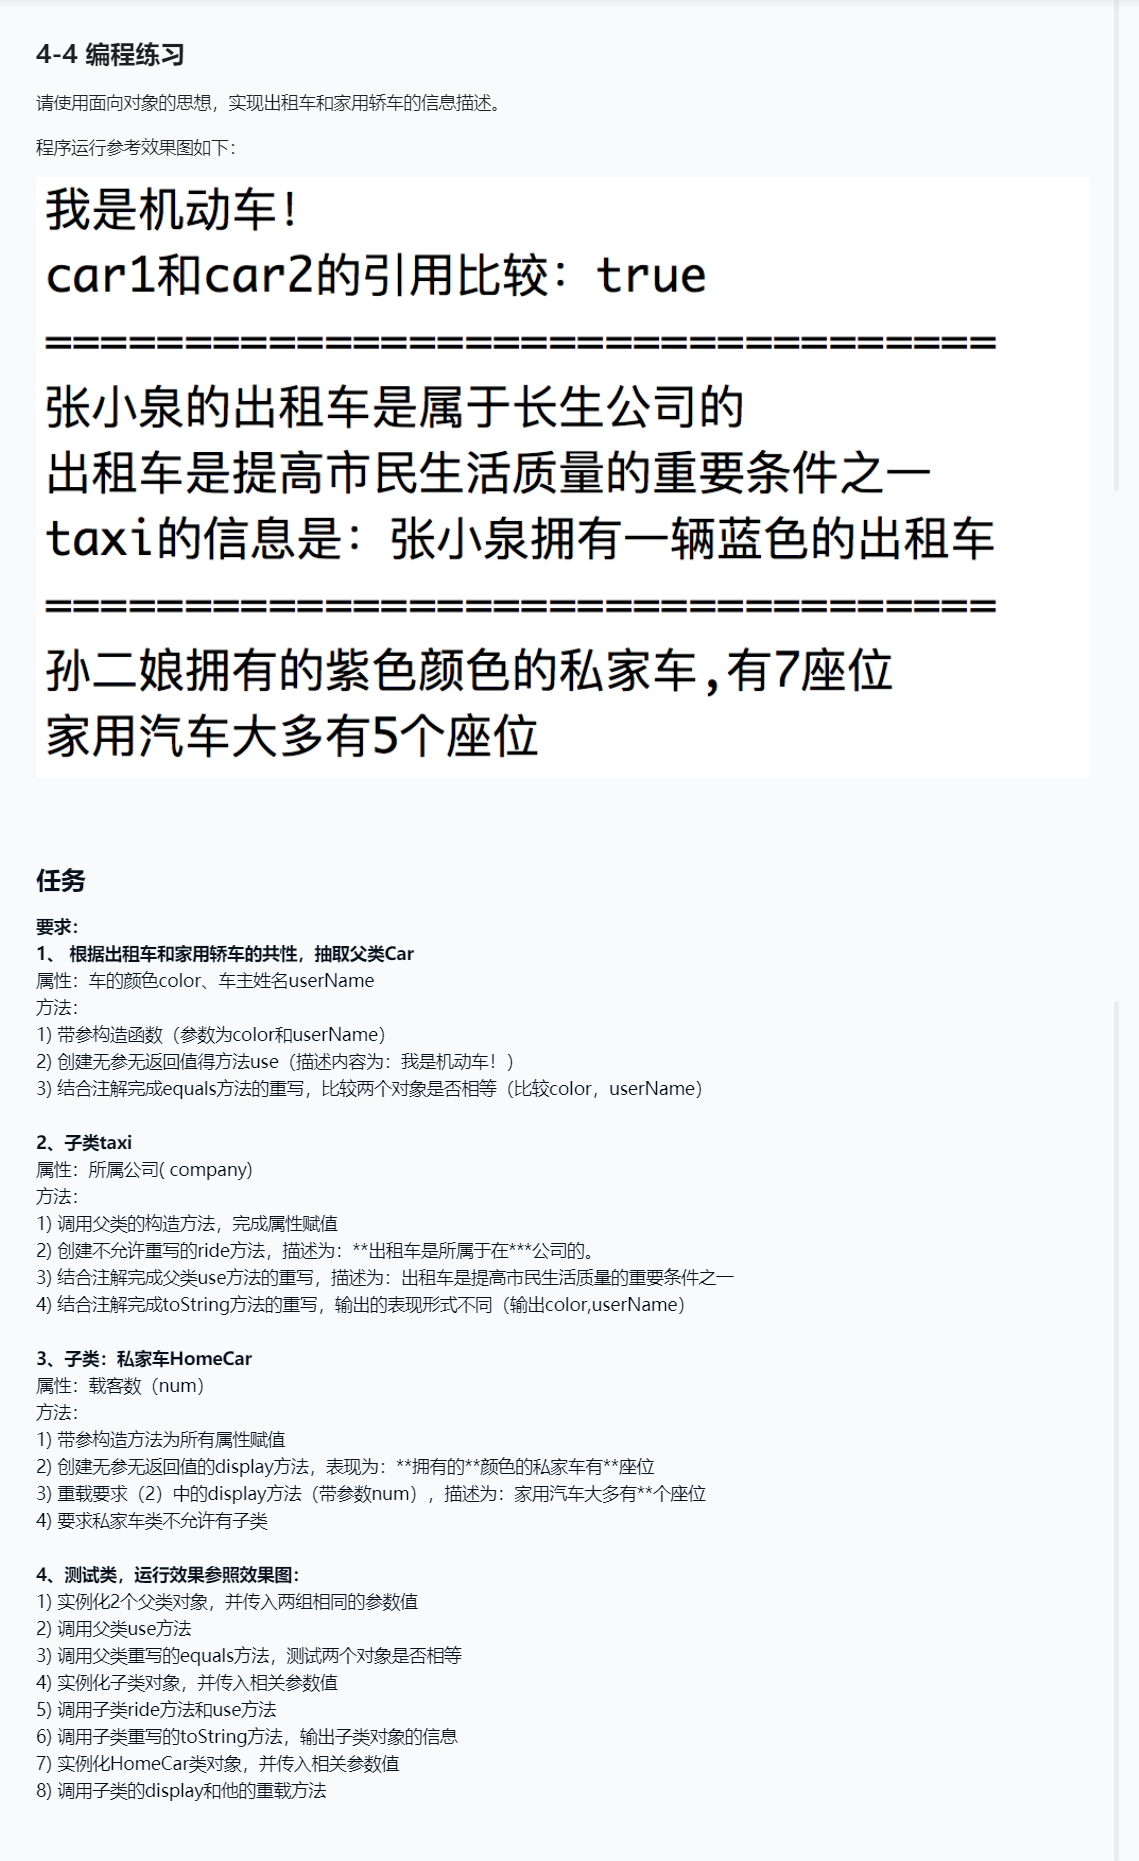 4-4 编程练习
请使用面向对象的思想，实现出租车和家用轿车的信息描述。
程序运行参考效果图如下：
我是机动车！
car1和car2的引用比较：true
==================================
张小泉的出租车是属于长生公司的
出租车是提高市民生活质量的重要条件之一
taxi的信息是：张小泉拥有一辆蓝色的出租车
==================================
孙二娘拥有的紫色颜色的私家车,有7座位
家用汽车大多有5个座位
任务
要求：
1、 根据出租车和家用轿车的共性，抽取父类Car
属性：车的颜色color、车主姓名userName
方法：
1) 带参构造函数（参数为color和userName）
2) 创建无参无返回值得方法use（描述内容为：我是机动车！）
3) 结合注解完成equals方法的重写，比较两个对象是否相等（比较color，userName）
2、子类taxi
属性：所属公司( company)
方法：
1) 调用父类的构造方法，完成属性赋值
2) 创建不允许重写的ride方法，描述为：**出租车是所属于在***公司的。
3) 结合注解完成父类use方法的重写，描述为：出租车是提高市民生活质量的重要条件之一
4) 结合注解完成toString方法的重写，输出的表现形式不同（输出color,userName）
3、子类：私家车HomeCar
属性：载客数（num）
方法：
1) 带参构造方法为所有属性赋值
2) 创建无参无返回值的display方法，表现为：**拥有的**颜色的私家车有**座位
3) 重载要求（2）中的display方法（带参数num），描述为：家用汽车大多有**个座位
4) 要求私家车类不允许有子类
4、测试类，运行效果参照效果图：
1) 实例化2个父类对象，并传入两组相同的参数值
2) 调用父类use方法
3) 调用父类重写的equals方法，测试两个对象是否相等
4) 实例化子类对象，并传入相关参数值
5) 调用子类ride方法和use方法
6) 调用子类重写的toString方法，输出子类对象的信息
7) 实例化HomeCar类对象，并传入相关参数值
8) 调用子类的display和他的重载方法